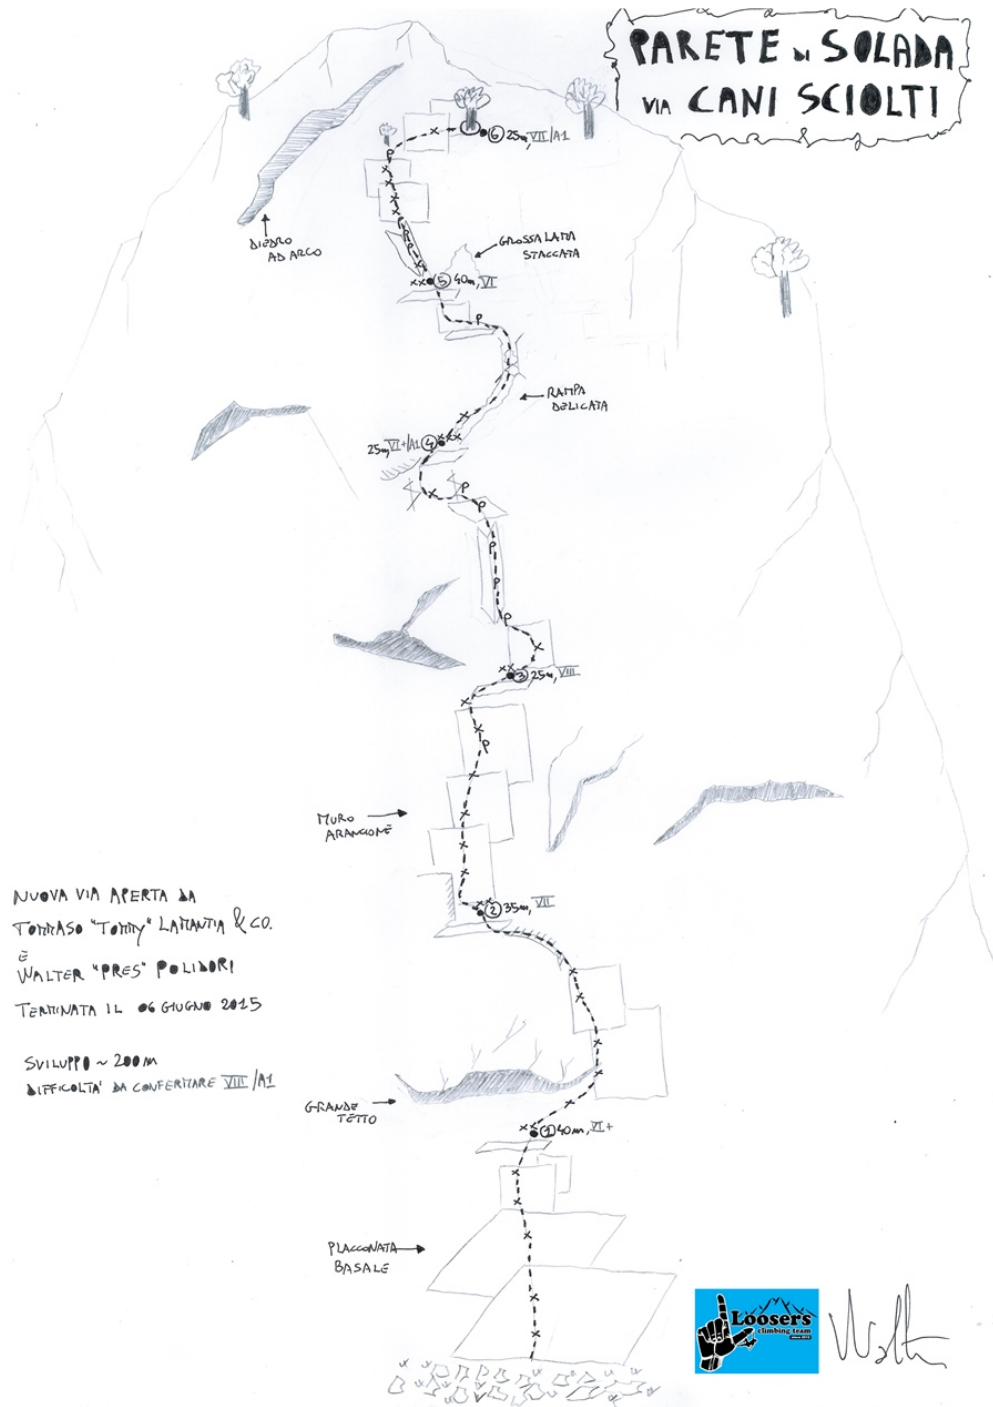 PARETE DI SOLADA
VIA CANI SCIOLTI
6 25m, VII/A1
DIEDRO
AD ARCO
GROSSA LAMA
STACCATA
5 40m, VI
RAMPA
DELICATA
25m, VI+/A1 4
3 25m, VIII
MURO
ARANCIONE
2 35m, VII
NUOVA VIA APERTA DA
TOMMASO "TOMMY" LAMANTIA & CO.
E
WALTER "PRES" POLIDORI
TERMINATA IL 06 GIUGNO 2015
SVILUPPO ~ 200 M
DIFFICOLTA' DA CONFERMARE VIII/A1
GRANDE
TETTO
1 40m, VI+
PLACCONATA
BASALE
Loosers
climbing team
Walter